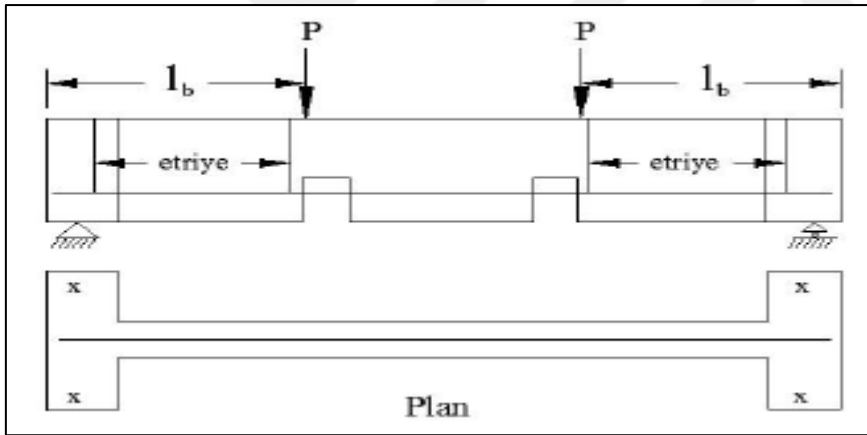 P P
l_b l_b
etriye etriye
x x
x x
Plan